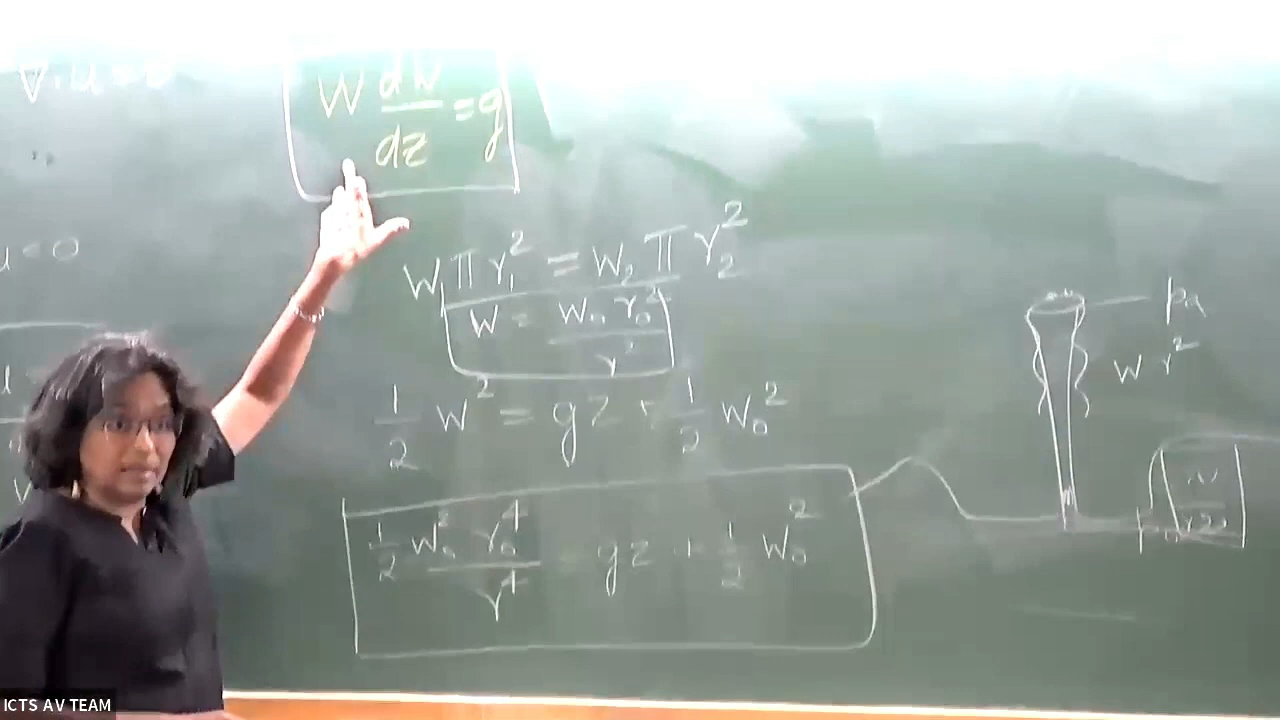 ∇·u = 0
W dw/dz = g
u = 0
W₁ π r₁² = W₂ π r₂²
W = W₀ r₀² / r²
pa
W r²
1/2 W² = gz + 1/2 W₀²
1/2 W₀² r₀⁴ / r⁴ = gz + 1/2 W₀²
ICTS AV TEAM